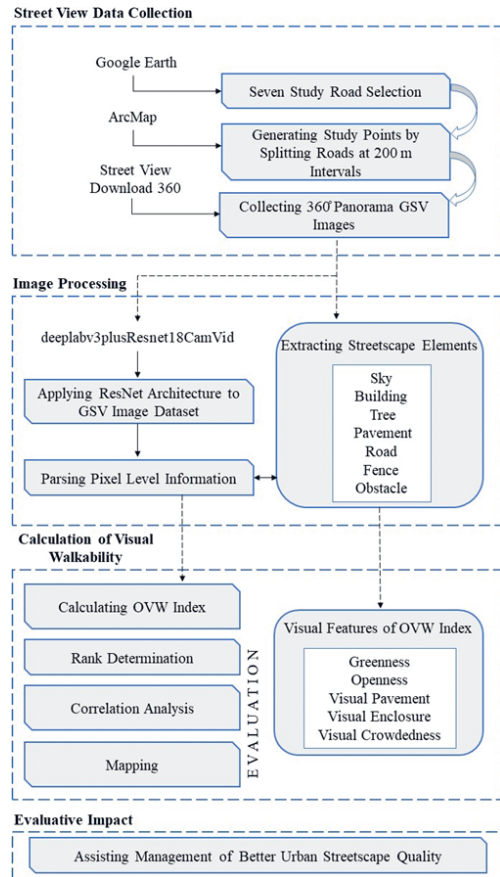 Street View Data Collection
Google Earth
Seven Study Road Selection
ArcMap
Generating Study Points by
Splitting Roads at 200 m
Intervals
Street View
Download 360
Collecting 360° Panorama GSV
Images
Image Processing
deeplabv3plusResnet18CamVid
Applying ResNet Architecture to
GSV Image Dataset
Parsing Pixel Level Information
Extracting Streetscape Elements
Sky
Building
Tree
Pavement
Road
Fence
Obstacle
Calculation of Visual
Walkability
Calculating OVW Index
Rank Determination
Correlation Analysis
Mapping
EVALUATION
Visual Features of OVW Index
Greenness
Openness
Visual Pavement
Visual Enclosure
Visual Crowdedness
Evaluative Impact
Assisting Management of Better Urban Streetscape Quality